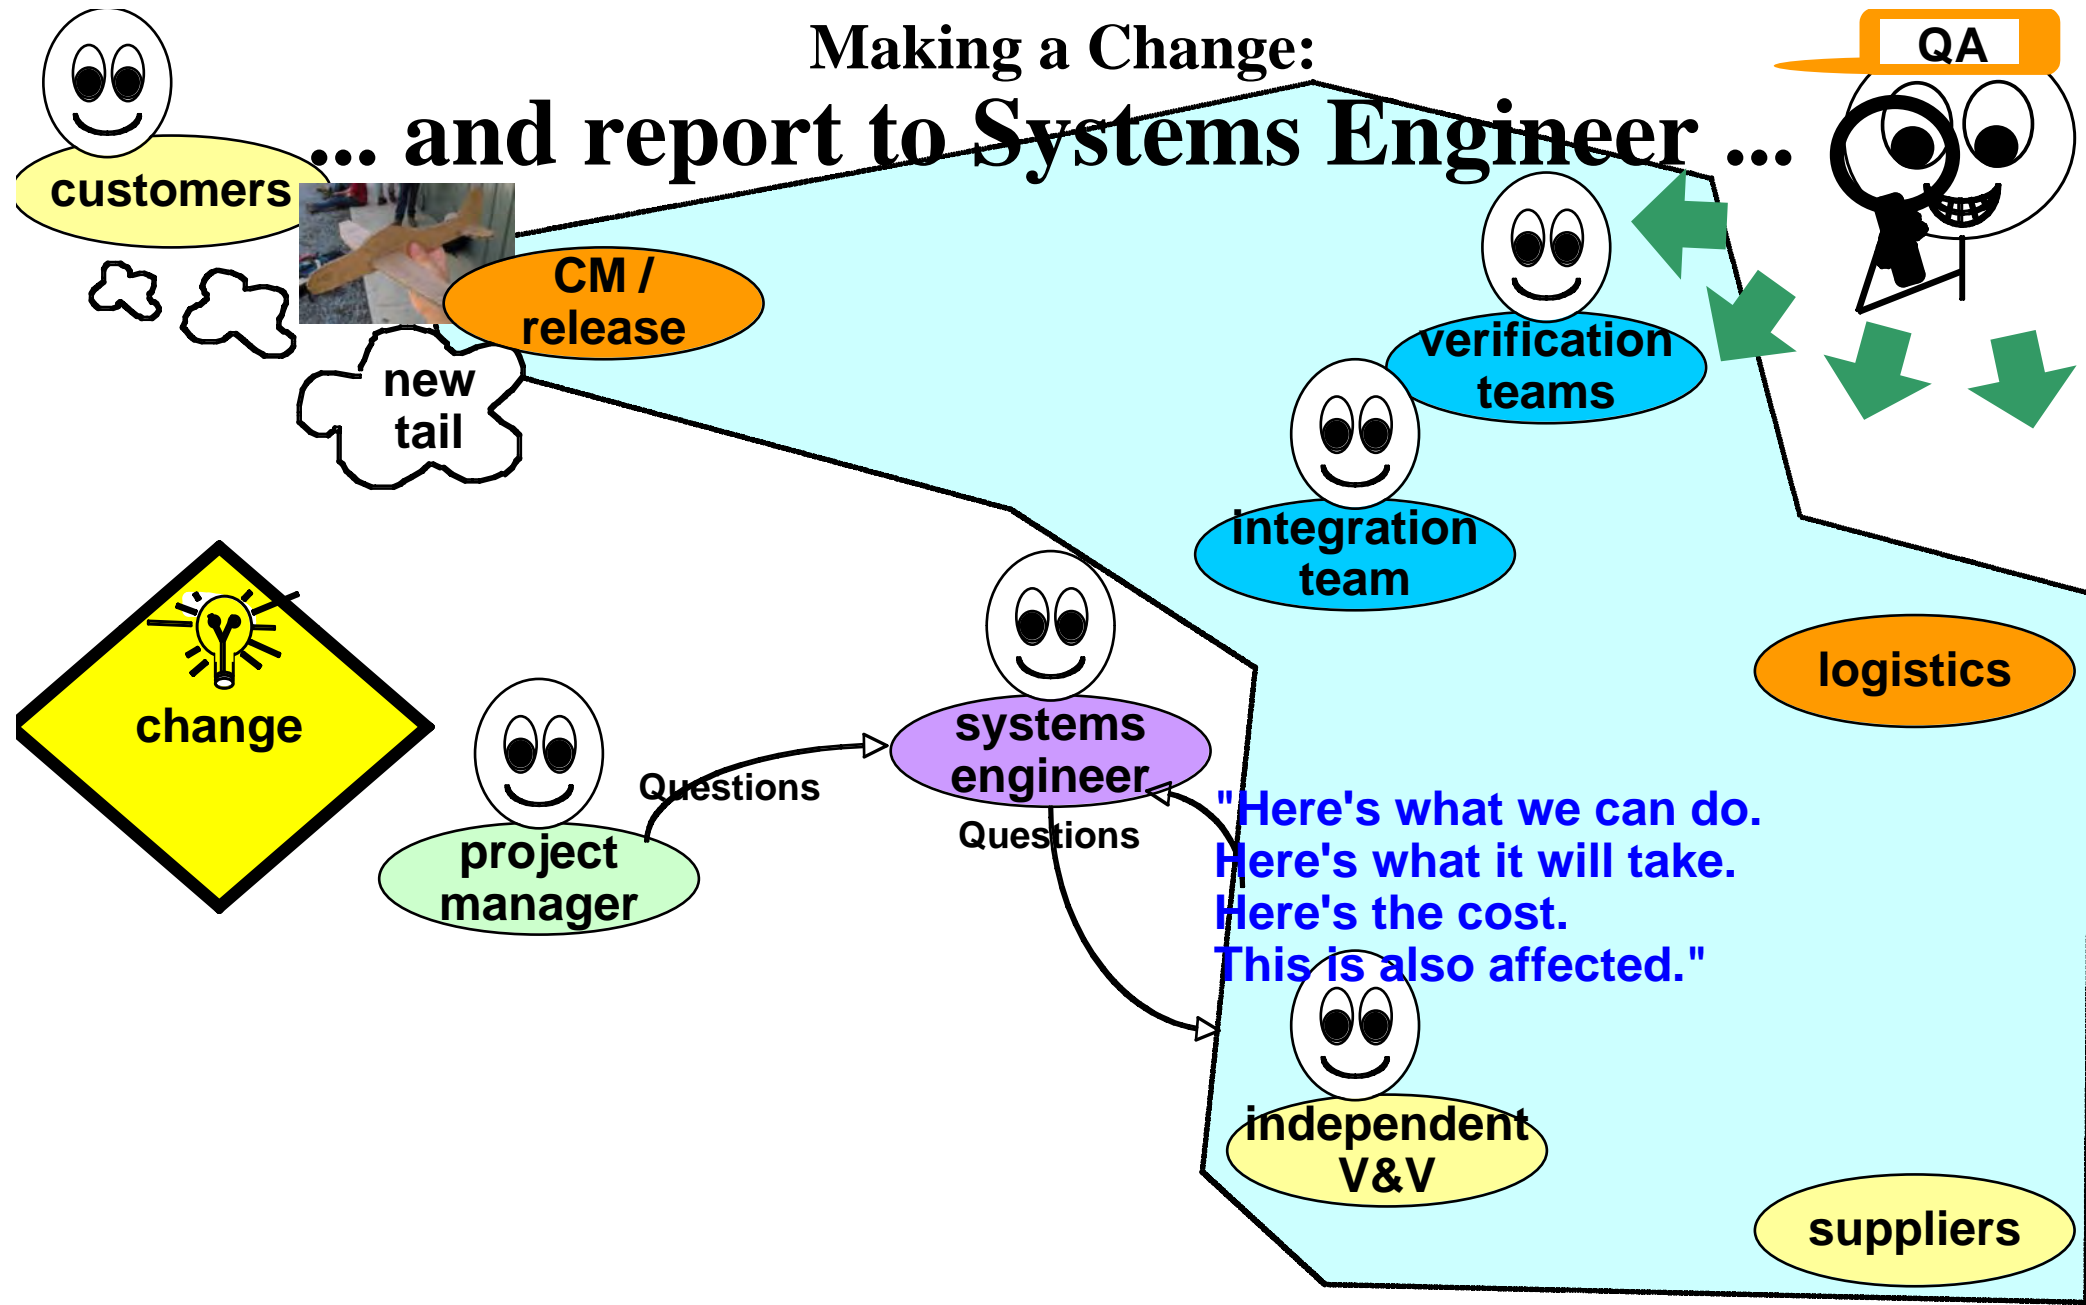 Making a Change:
... and report to Systems Engineer ...
QA
customers
CM /
release
new
tail
verification
teams
integration
team
change
logistics
systems
engineer
Questions
Questions
project
manager
"Here's what we can do.
Here's what it will take.
Here's the cost.
This is also affected."
independent
V&V
suppliers